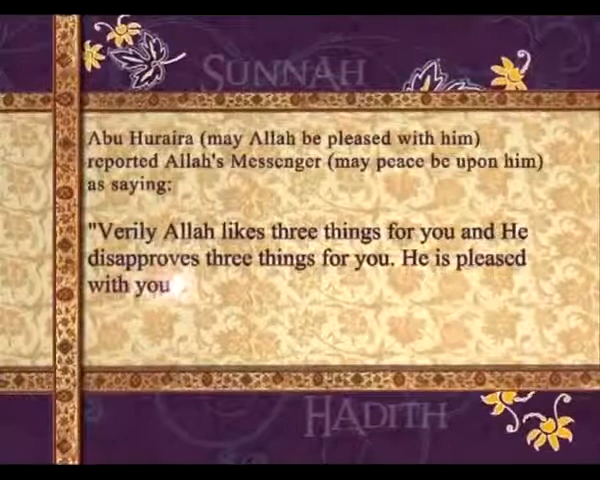 SUNNAH
Abu Huraira (may Allah be pleased with him)
reported Allah's Messenger (may peace be upon him)
as saying:
"Verily Allah likes three things for you and He
disapproves three things for you. He is pleased
with you
HADITH